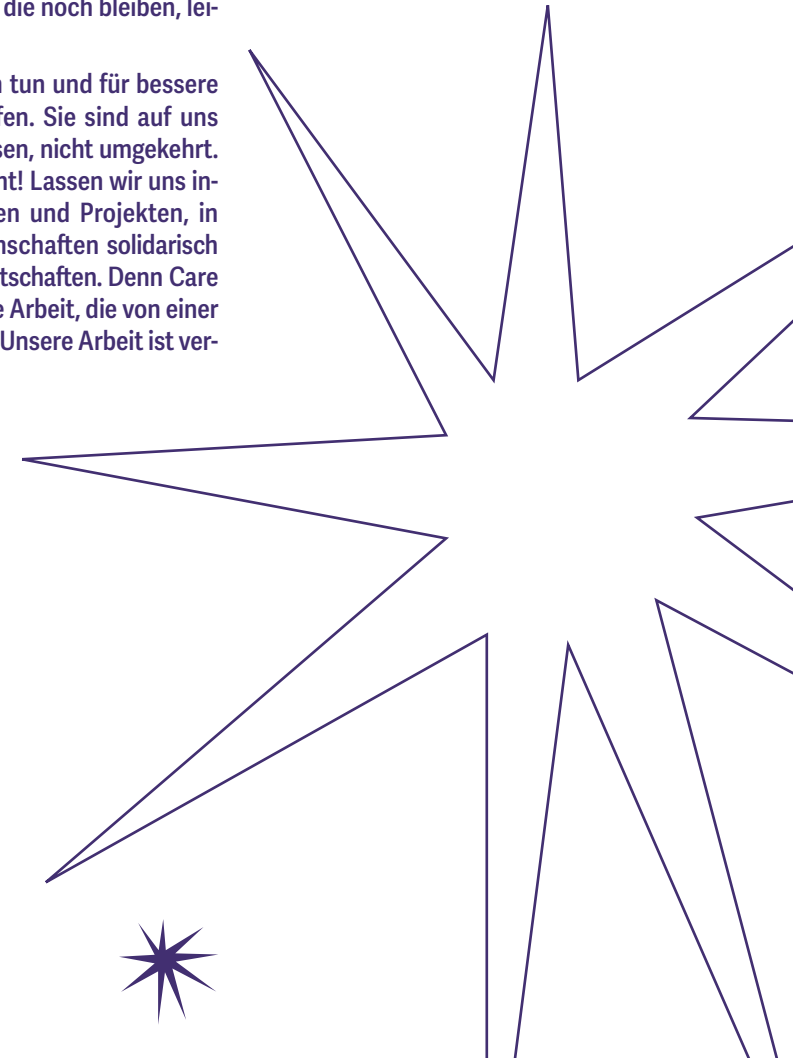 die noch bleiben, lei-
tun und für bessere
fen. Sie sind auf uns
sen, nicht umgekehrt.
nt! Lassen wir uns in-
en und Projekten, in
nschaften solidarisch
tschaften. Denn Care
e Arbeit, die von einer
Unsere Arbeit ist ver-